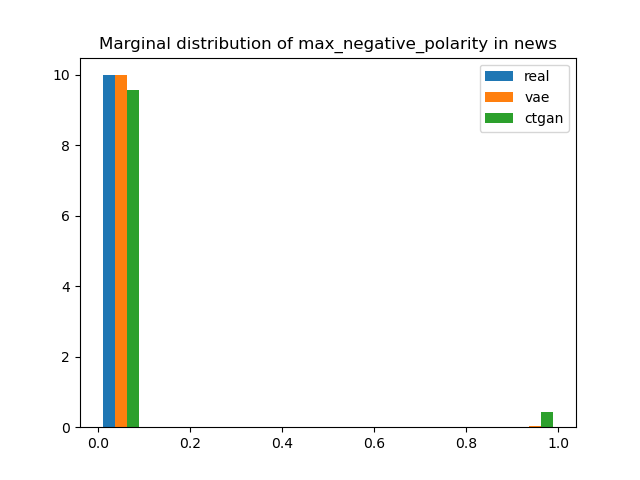 Marginal distribution of max_negative_polarity in news
real
vae
ctgan
10
8
6
4
2
0
0.0 0.2 0.4 0.6 0.8 1.0